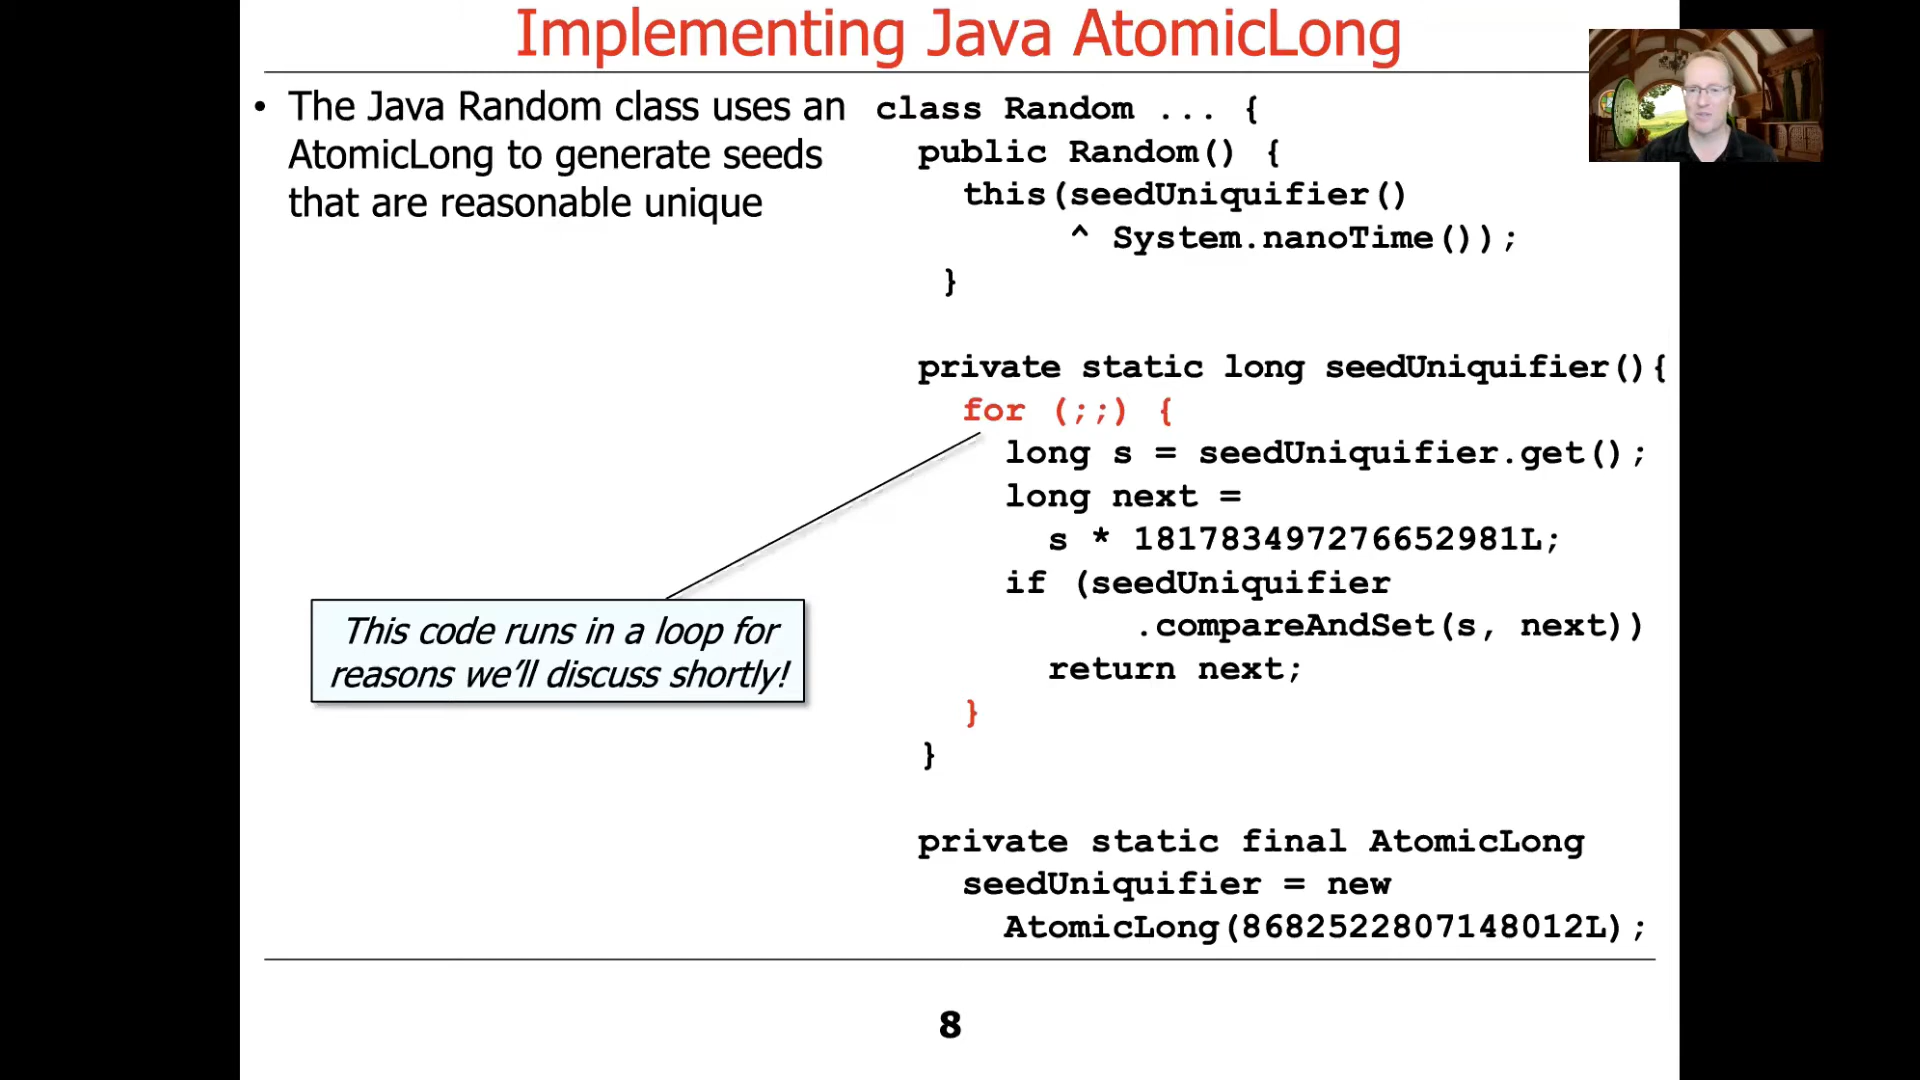 Implementing Java AtomicLong
• The Java Random class uses an
AtomicLong to generate seeds
that are reasonable unique
class Random ... {
public Random() {
this(seedUniquifier()
^ System.nanoTime());
}
private static long seedUniquifier(){
for (;;) {
long s = seedUniquifier.get();
long next =
s * 181783497276652981L;
if (seedUniquifier
.compareAndSet(s, next))
return next;
}
}
private static final AtomicLong
seedUniquifier = new
AtomicLong(8682522807148012L);
This code runs in a loop for
reasons we'll discuss shortly!
8